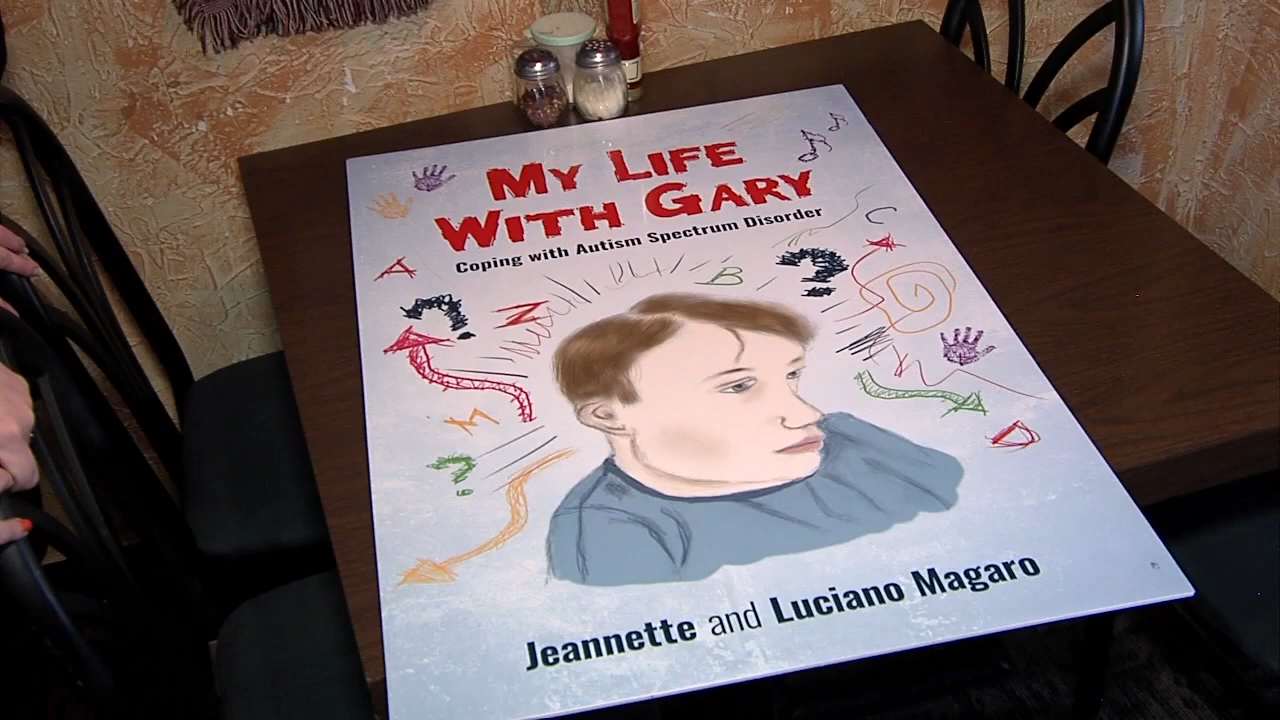 My Life
With Gary
Coping with Autism Spectrum Disorder
A
?
Z
B
?
C
M
?
D
Jeannette and Luciano Magaro